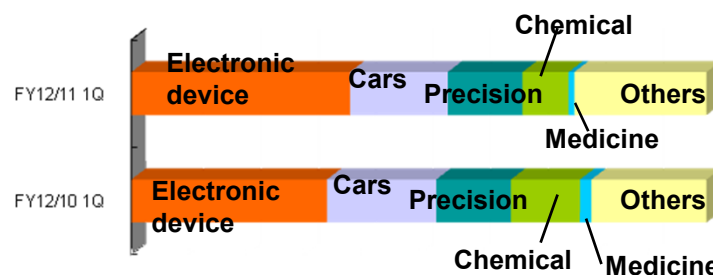 Chemical
FY12/11 1Q
Electronic
device
Cars
Precision
Others
Medicine
FY12/10 1Q
Electronic
device
Cars
Precision
Others
Chemical
Medicine